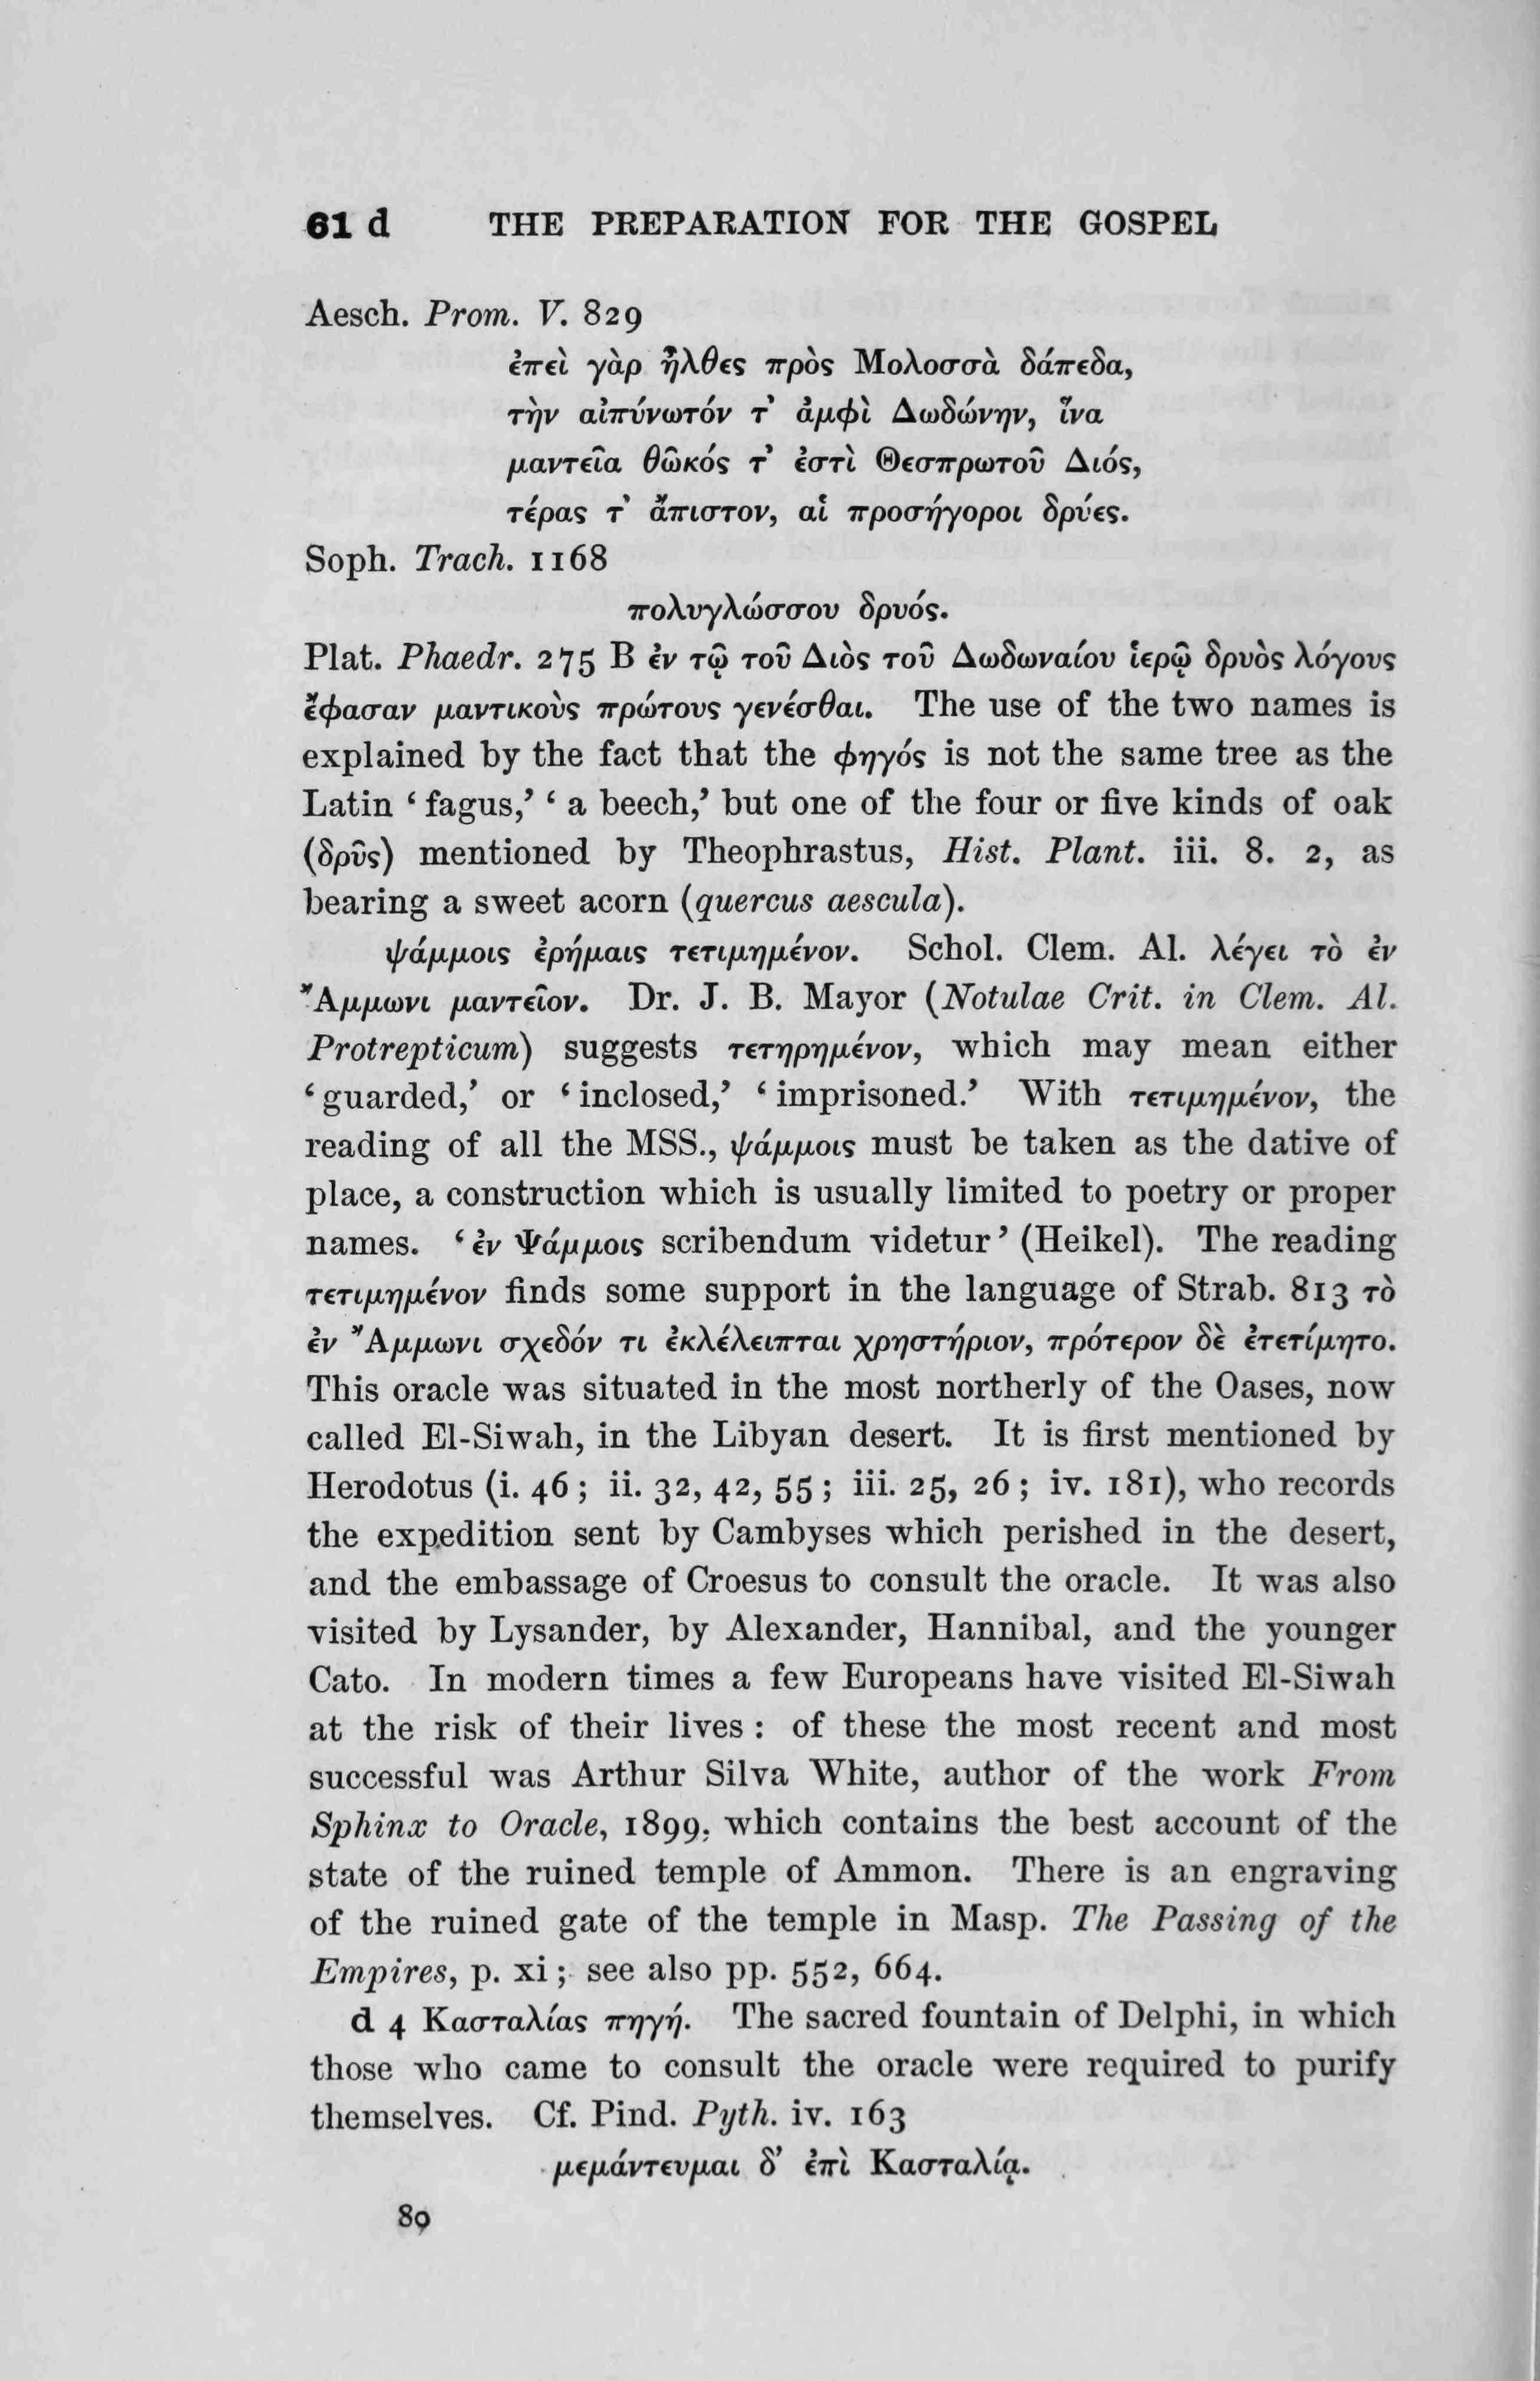 61 d THE PREPARATION FOR THE GOSPEL
Aesch. Prom. V. 829
ἐπεὶ γὰρ ἦλθες πρὸς Μολοσσὰ δάπεδα,
τὴν αἰπύνωτόν τ᾽ ἀμφὶ Δωδώνην, ἵνα
μαντεῖα θῶκός τ᾽ ἐστὶ Θεσπρωτοῦ Διός,
τέρας τ᾽ ἄπιστον, αἱ προσήγοροι δρύες.
Soph. Trach. 1168
πολυγλώσσου δρυός.
Plat. Phaedr. 275 B ἐν τῷ τοῦ Διὸς τοῦ Δωδωναίου ἱερῷ δρυὸς λόγους
ἔφασαν μαντικοὺς πρώτους γενέσθαι. The use of the two names is
explained by the fact that the φηγός is not the same tree as the
Latin ‘fagus,’ ‘a beech,’ but one of the four or five kinds of oak
(δρῦς) mentioned by Theophrastus, Hist. Plant. iii. 8. 2, as
bearing a sweet acorn (quercus aescula).
ψάμμοις ἐρήμαις τετιμημένον. Schol. Clem. Al. λέγει τὸ ἐν
Ἄμμωνι μαντεῖον. Dr. J. B. Mayor (Notulae Crit. in Clem. Al.
Protrepticum) suggests τετηρημένον, which may mean either
‘guarded,’ or ‘inclosed,’ ‘imprisoned.’ With τετιμημένον, the
reading of all the MSS., ψάμμοις must be taken as the dative of
place, a construction which is usually limited to poetry or proper
names. ‘ἐν Ψάμμοις scribendum videtur’ (Heikel). The reading
τετιμημένον finds some support in the language of Strab. 813 τὸ
ἐν Ἄμμωνι σχεδόν τι ἐκλέλειπται χρηστήριον, πρότερον δὲ ἐτετίμητο.
This oracle was situated in the most northerly of the Oases, now
called El-Siwah, in the Libyan desert. It is first mentioned by
Herodotus (i. 46; ii. 32, 42, 55; iii. 25, 26; iv. 181), who records
the expedition sent by Cambyses which perished in the desert,
and the embassage of Croesus to consult the oracle. It was also
visited by Lysander, by Alexander, Hannibal, and the younger
Cato. In modern times a few Europeans have visited El-Siwah
at the risk of their lives: of these the most recent and most
successful was Arthur Silva White, author of the work From
Sphinx to Oracle, 1899, which contains the best account of the
state of the ruined temple of Ammon. There is an engraving
of the ruined gate of the temple in Masp. The Passing of the
Empires, p. xi; see also pp. 552, 664.
d 4 Κασταλίας πηγή. The sacred fountain of Delphi, in which
those who came to consult the oracle were required to purify
themselves. Cf. Pind. Pyth. iv. 163
μεμάντευμαι δ᾽ ἐπὶ Κασταλίᾳ.
80